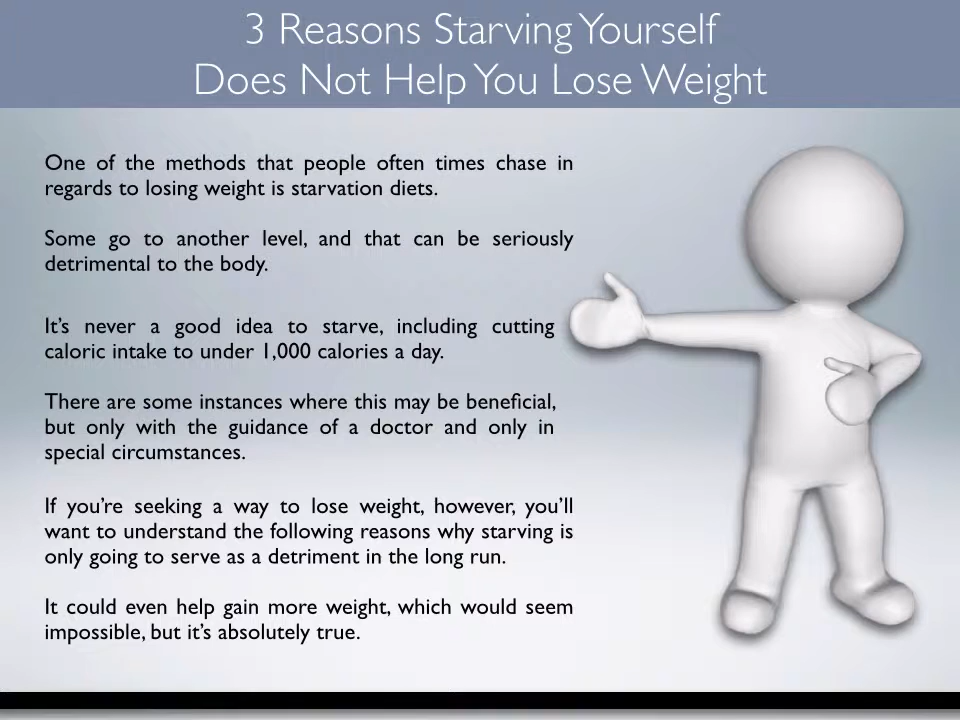 3 Reasons Starving Yourself
Does Not Help You Lose Weight
One of the methods that people often times chase in
regards to losing weight is starvation diets.
Some go to another level, and that can be seriously
detrimental to the body.
It's never a good idea to starve, including cutting
caloric intake to under 1,000 calories a day.
There are some instances where this may be beneficial,
but only with the guidance of a doctor and only in
special circumstances.
If you're seeking a way to lose weight, however, you'll
want to understand the following reasons why starving is
only going to serve as a detriment in the long run.
It could even help gain more weight, which would seem
impossible, but it's absolutely true.